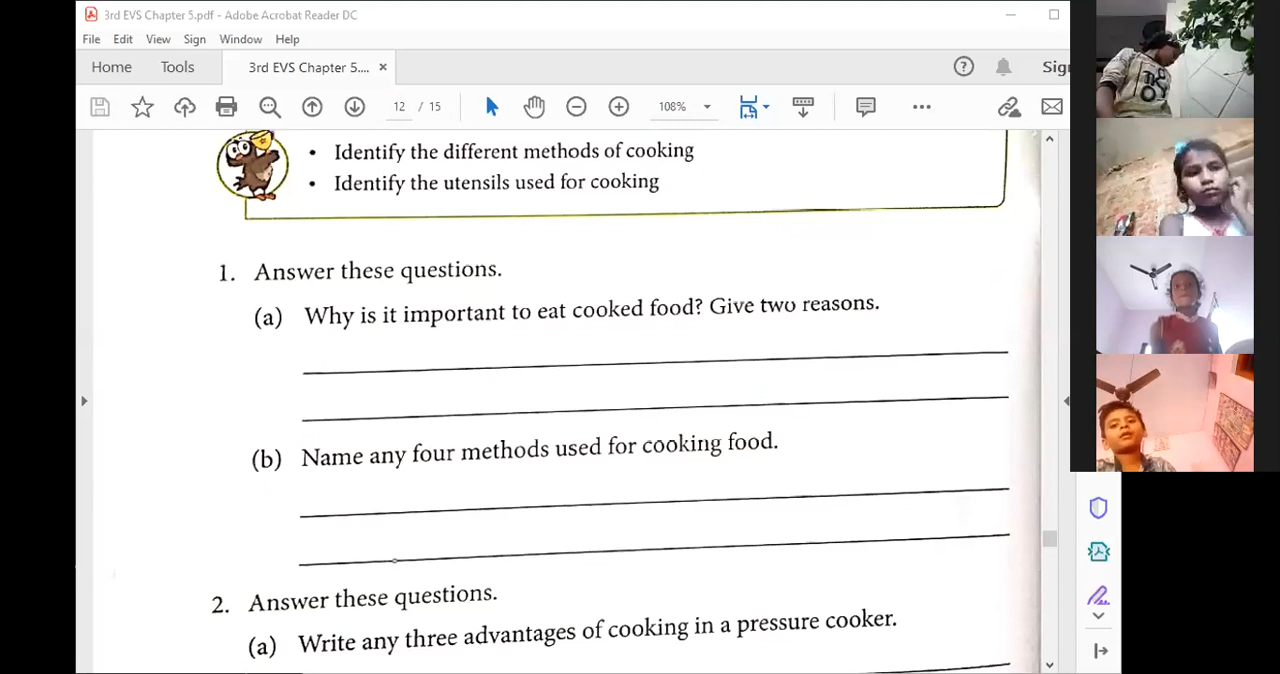 3rd EVS Chapter 5.pdf - Adobe Acrobat Reader DC
File Edit View Sign Window Help
Home Tools 3rd EVS Chapter 5.... × Sign
12 / 15 108%
• Identify the different methods of cooking
• Identify the utensils used for cooking
1. Answer these questions.
(a) Why is it important to eat cooked food? Give two reasons.
(b) Name any four methods used for cooking food.
2. Answer these questions.
(a) Write any three advantages of cooking in a pressure cooker.